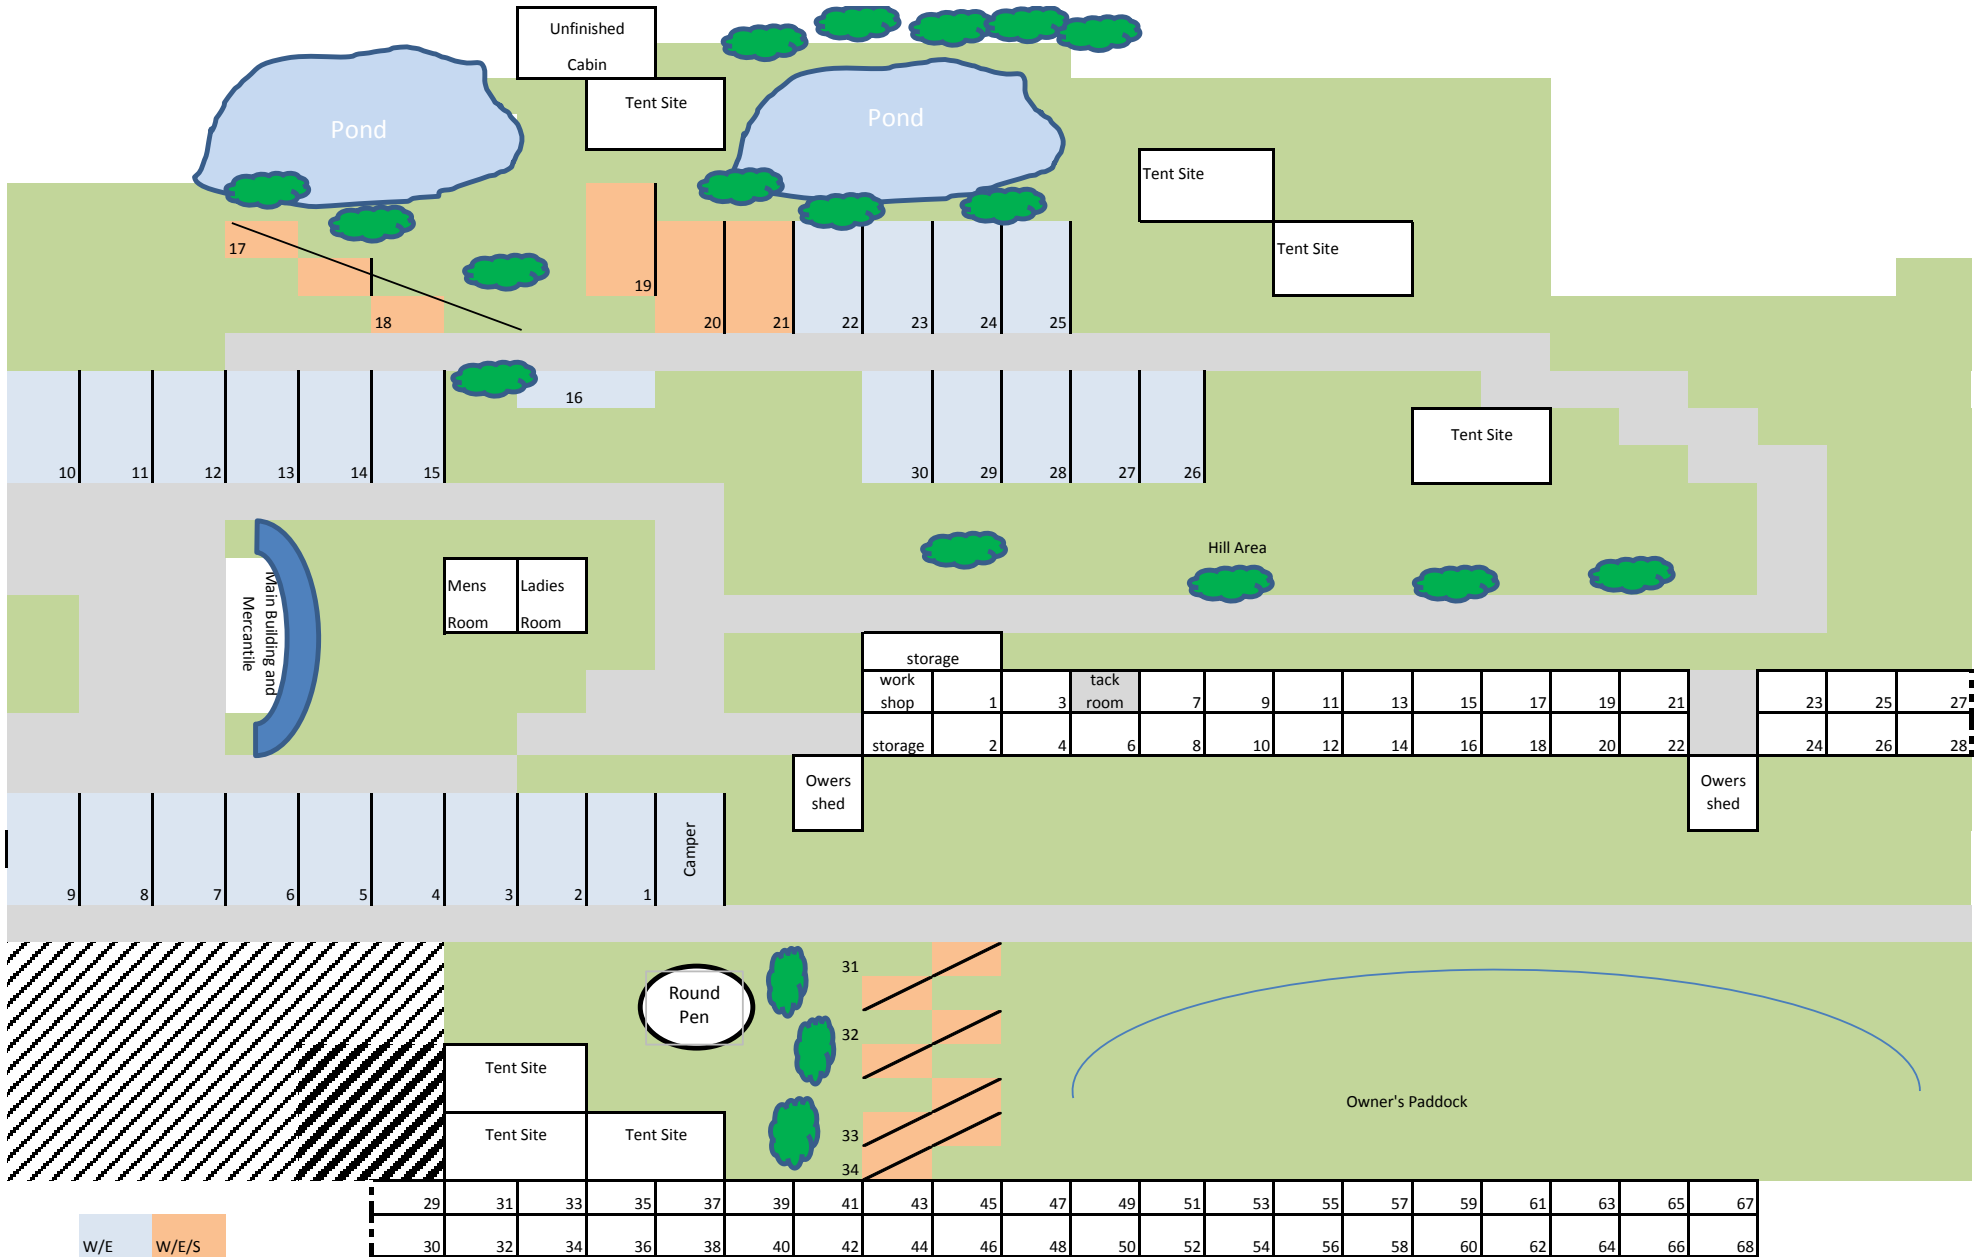 Unfinished
Cabin
Tent Site
Pond
Pond
Tent Site
Tent Site
17
18
19
20
21
22
23
24
25
16
10
11
12
13
14
15
30
29
28
27
26
Tent Site
Hill Area
Main Building and
Mercantile
Mens
Room
Ladies
Room
storage
work
shop
1
3
tack
room
7
9
11
13
15
17
19
21
23
25
27
storage
2
4
6
8
10
12
14
16
18
20
22
24
26
28
Owers
shed
Owers
shed
9
8
7
6
5
4
3
2
1
Camper
31
Round
Pen
32
Tent Site
Owner's Paddock
Tent Site
Tent Site
33
34
29
31
33
35
37
39
41
43
45
47
49
51
53
55
57
59
61
63
65
67
W/E
W/E/S
30
32
34
36
38
40
42
44
46
48
50
52
54
56
58
60
62
64
66
68